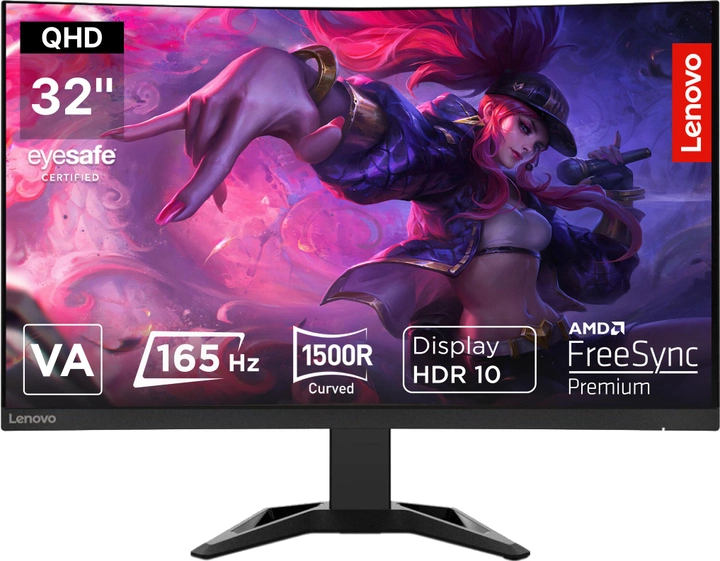 QHD
32"
eyesafe
CERTIFIED
Lenovo
VA
165 Hz
1500R
Curved
Display
HDR 10
AMD
FreeSync
Premium
Lenovo